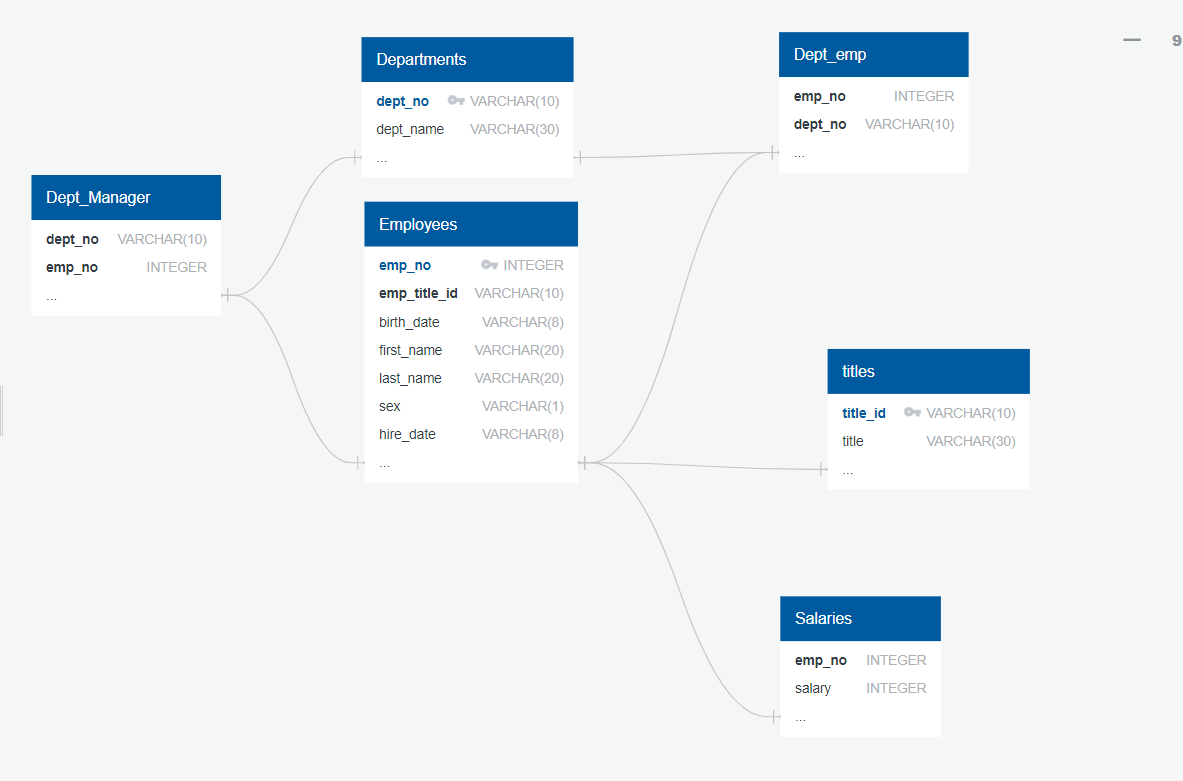 Departments
dept_no VARCHAR(10)
dept_name VARCHAR(30)
...
Dept_emp
emp_no INTEGER
dept_no VARCHAR(10)
...
9
Dept_Manager
dept_no VARCHAR(10)
emp_no INTEGER
...
Employees
emp_no INTEGER
emp_title_id VARCHAR(10)
birth_date VARCHAR(8)
first_name VARCHAR(20)
last_name VARCHAR(20)
sex VARCHAR(1)
hire_date VARCHAR(8)
...
titles
title_id VARCHAR(10)
title VARCHAR(30)
...
Salaries
emp_no INTEGER
salary INTEGER
...